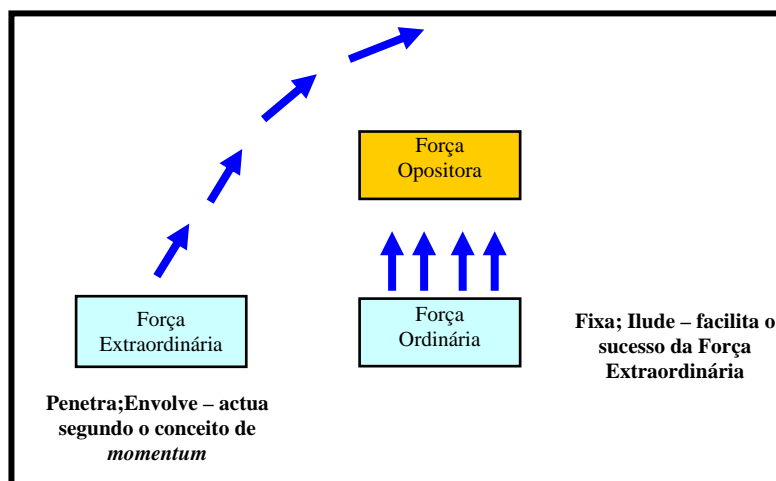 Força
Opositora
Força
Extraordinária
Força
Ordinária
Fixa; Ilude – facilita o
sucesso da Força
Extraordinária
Penetra;Envolve – actua
segundo o conceito de
momentum